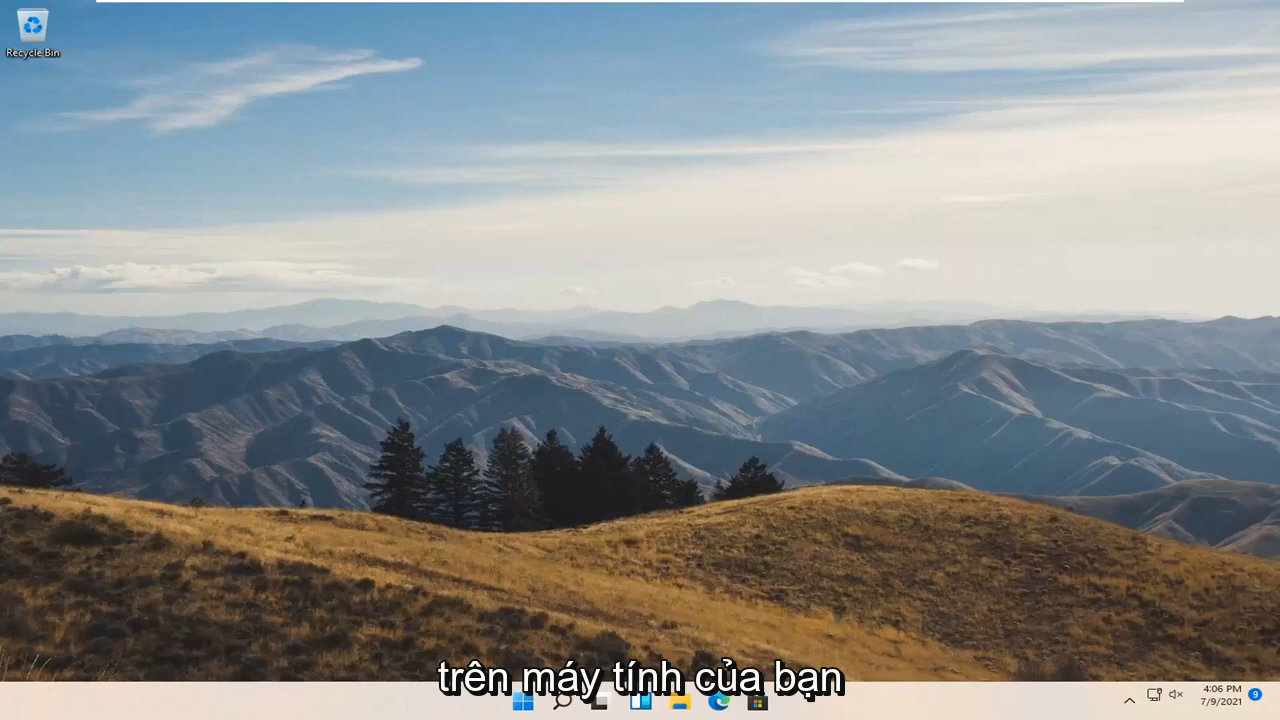 Recycle Bin
trên máy tính của bạn
4:06 PM
7/9/2021
9